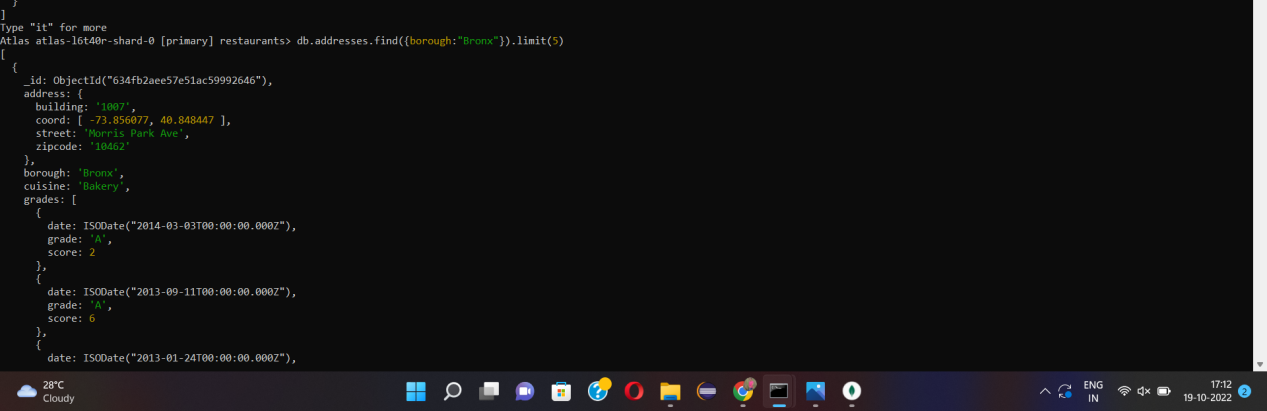 }
]
Type "it" for more
Atlas atlas-l6t40r-shard-0 [primary] restaurants> db.addresses.find({borough:"Bronx"}).limit(5)
[
{
_id: ObjectId("634fb2aee57e51ac59992646"),
address: {
building: '1007',
coord: [ -73.856077, 40.848447 ],
street: 'Morris Park Ave',
zipcode: '10462'
},
borough: 'Bronx',
cuisine: 'Bakery',
grades: [
{
date: ISODate("2014-03-03T00:00:00.000Z"),
grade: 'A',
score: 2
},
{
date: ISODate("2013-09-11T00:00:00.000Z"),
grade: 'A',
score: 6
},
{
date: ISODate("2013-01-24T00:00:00.000Z"),
28°C
Cloudy
ENG
IN
17:12
19-10-2022
2